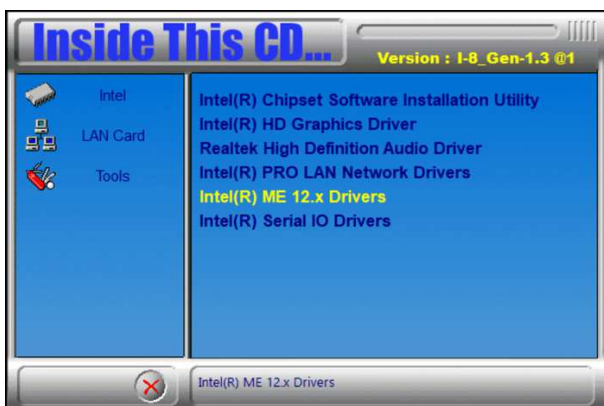 Inside This CD...
Version : I-8_Gen-1.3 @1
Intel
LAN Card
Tools
Intel(R) Chipset Software Installation Utility
Intel(R) HD Graphics Driver
Realtek High Definition Audio Driver
Intel(R) PRO LAN Network Drivers
Intel(R) ME 12.x Drivers
Intel(R) Serial IO Drivers
Intel(R) ME 12.x Drivers